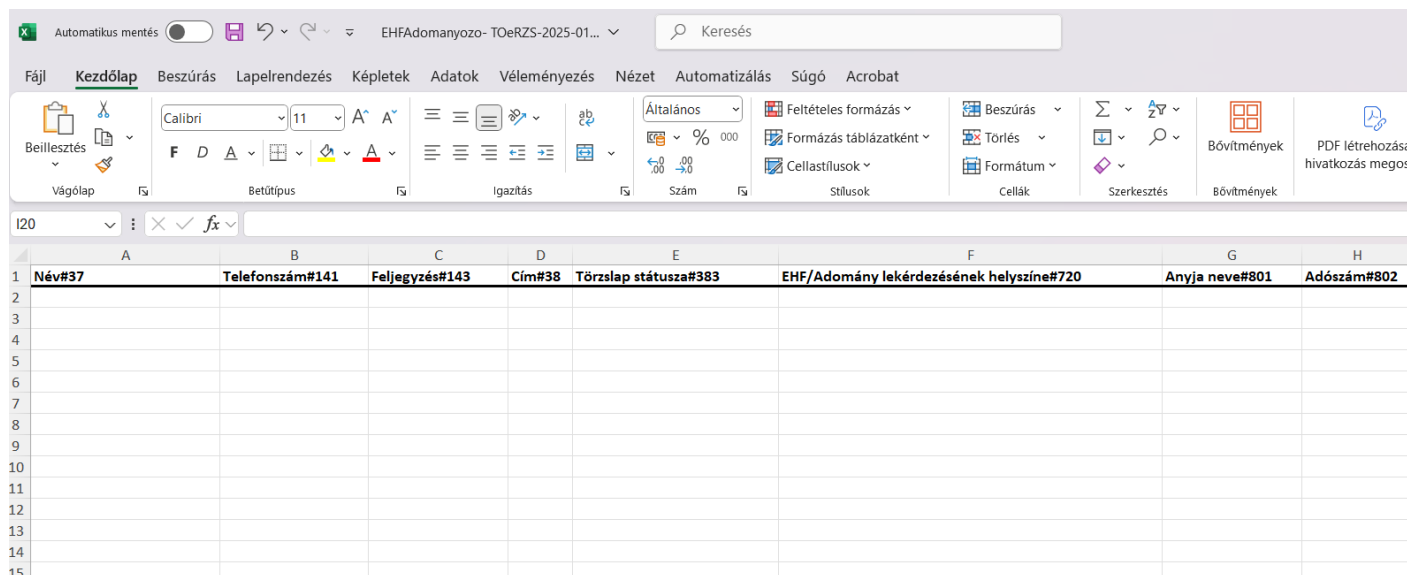 Automatikus mentés EHFAdomanyozo- TOeRZS-2025-01... Keresés
Fájl Kezdőlap Beszúrás Lapelrendezés Képletek Adatok Véleményezés Nézet Automatizálás Súgó Acrobat
Beillesztés
Vágólap
Calibri 11 A^ A˅
F D A A
Betűtípus
ab
Igazítás
Általános
% 000
Szám
Feltételes formázás
Formázás táblázatként
Cellastílusok
Stílusok
Beszúrás
Törlés
Formátum
Cellák
Szerkesztés
Bővítmények
Bővítmények
PDF létrehozása
hivatkozás megos
I20 fx
A B C D E F G H
1 Név#37 Telefonszám#141 Feljegyzés#143 Cím#38 Törzslap státusza#383 EHF/Adomány lekérdezésének helyszíne#720 Anyja neve#801 Adószám#802
2
3
4
5
6
7
8
9
10
11
12
13
14
15